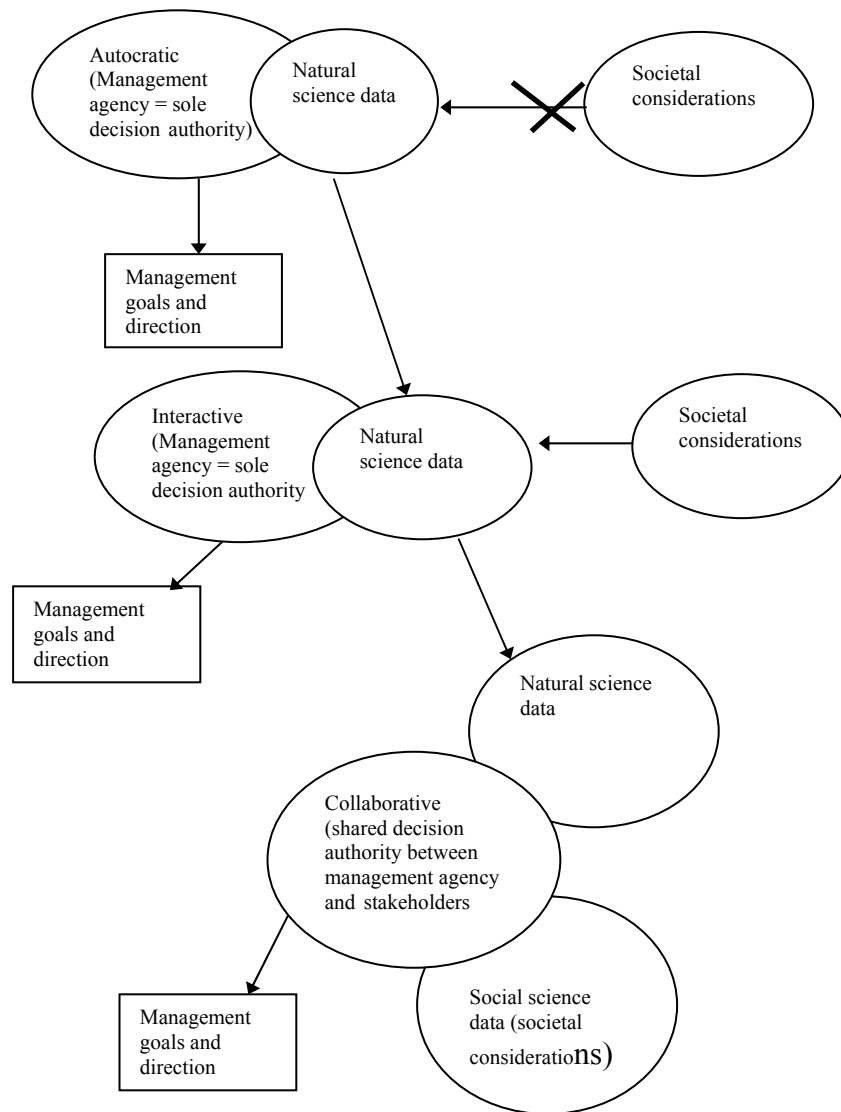 Autocratic
(Management
agency = sole
decision authority)
Natural
science data
Societal
considerations
Management
goals and
direction
Interactive
(Management
agency = sole
decision authority
Natural
science data
Societal
considerations
Management
goals and
direction
Natural science
data
Collaborative
(shared decision
authority between
management agency
and stakeholders
Management
goals and
direction
Social science
data (societal
considerations)